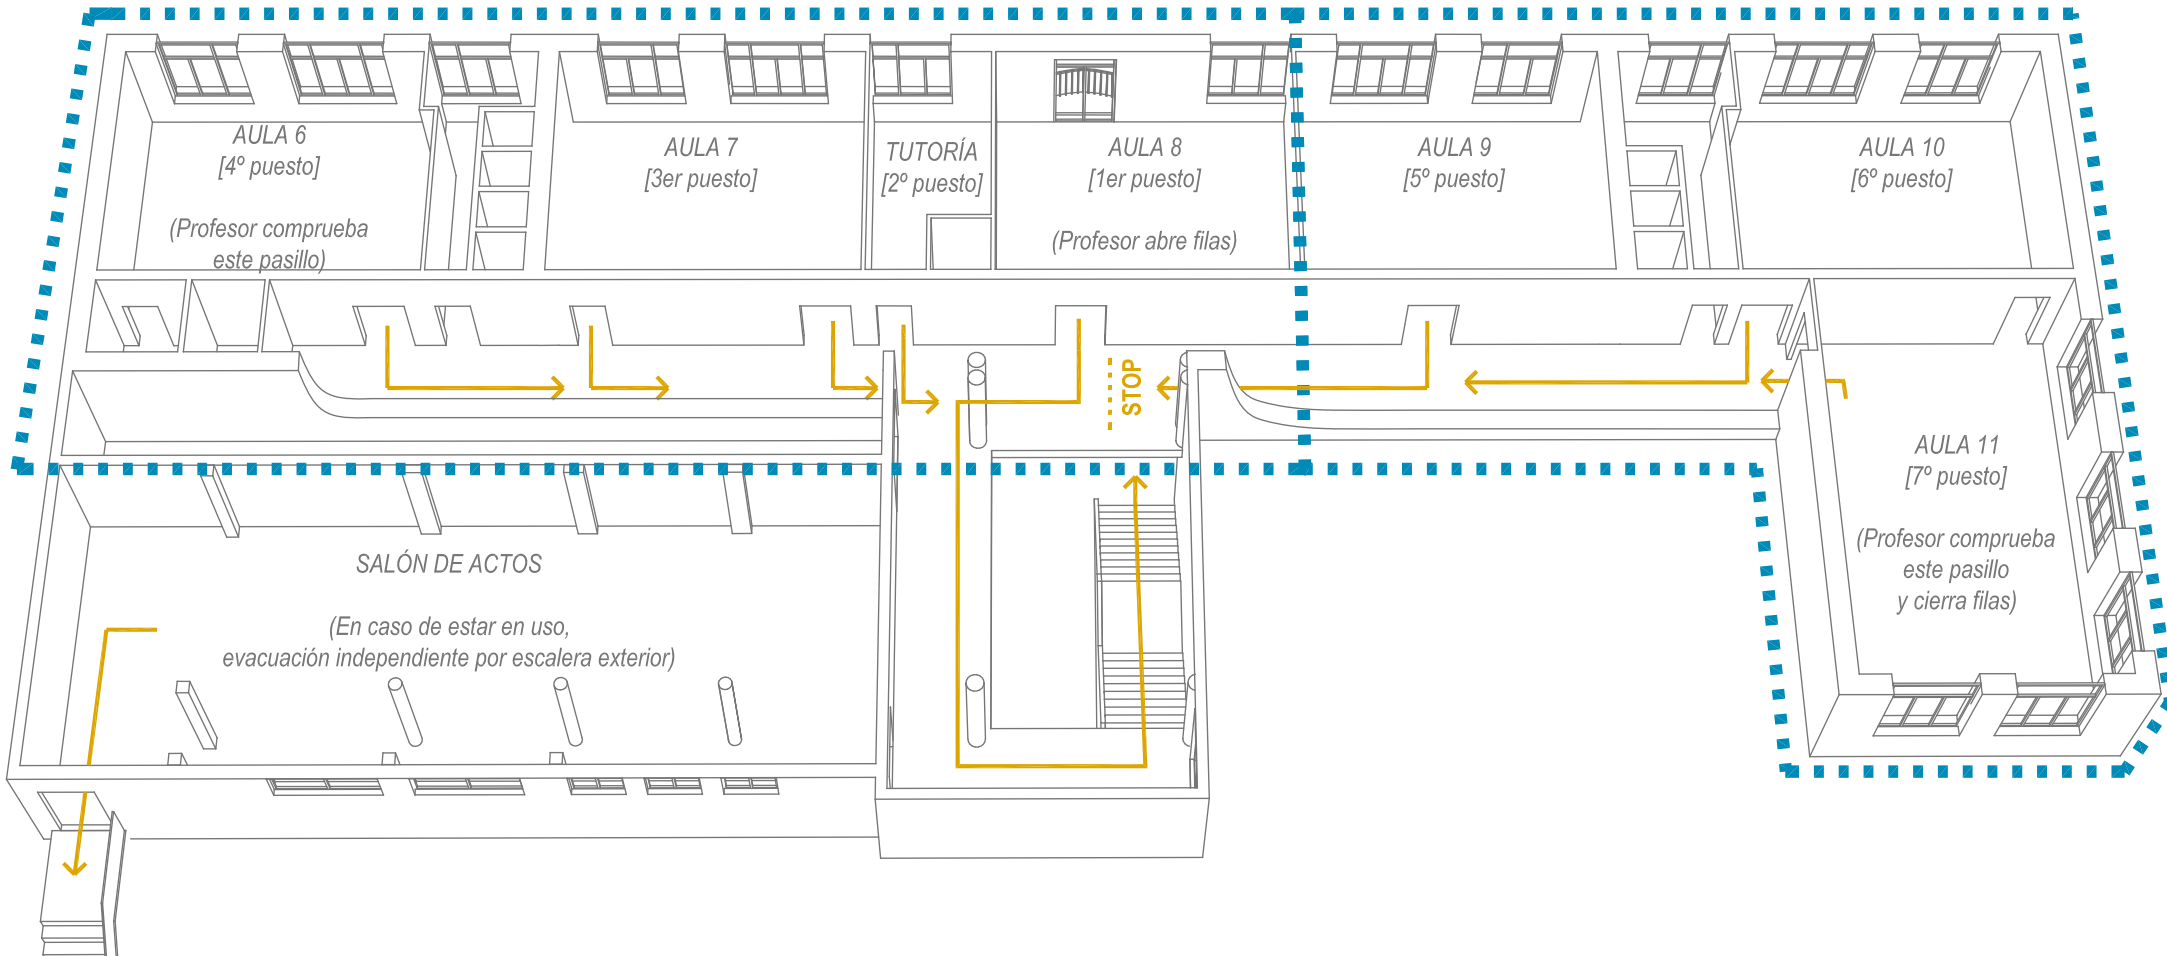 AULA 6
[4º puesto]
(Profesor comprueba
este pasillo)
AULA 7
[3er puesto]
TUTORÍA
[2º puesto]
AULA 8
[1er puesto]
(Profesor abre filas)
AULA 9
[5º puesto]
AULA 10
[6º puesto]
STOP
AULA 11
[7º puesto]
(Profesor comprueba
este pasillo
y cierra filas)
SALÓN DE ACTOS
(En caso de estar en uso,
evacuación independiente por escalera exterior)